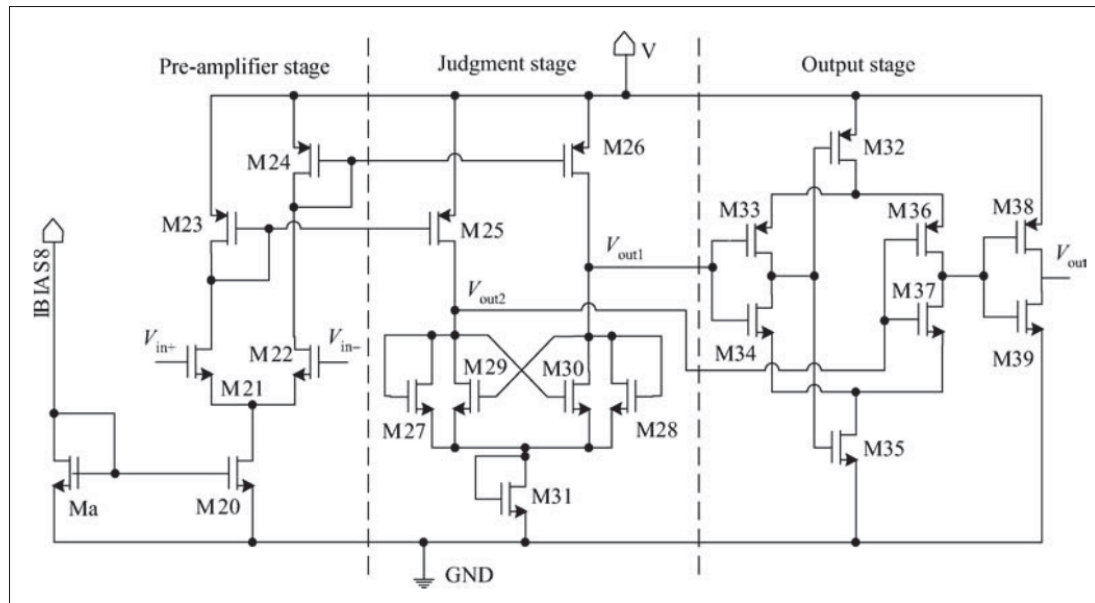 V
Pre-amplifier stage
Judgment stage
Output stage
M24
M26
M32
M23
M25
M33
M36
M38
IBIAS8
Vout1
Vout
Vout2
M37
Vin+
Vin−
M22
M29
M30
M34
M39
M21
M27
M28
M35
Ma
M20
M31
GND